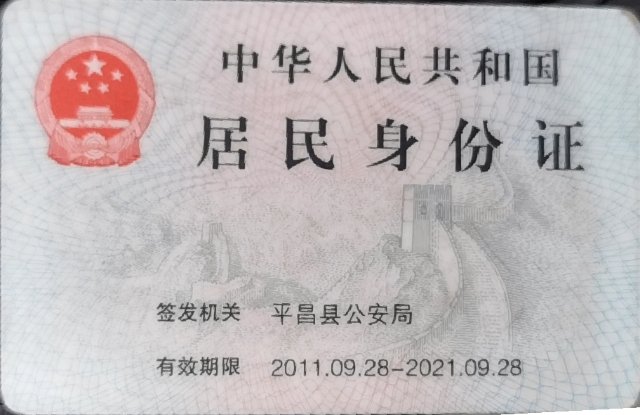 中华人民共和国
居民身份证
签发机关 平昌县公安局
有效期限 2011.09.28-2021.09.28